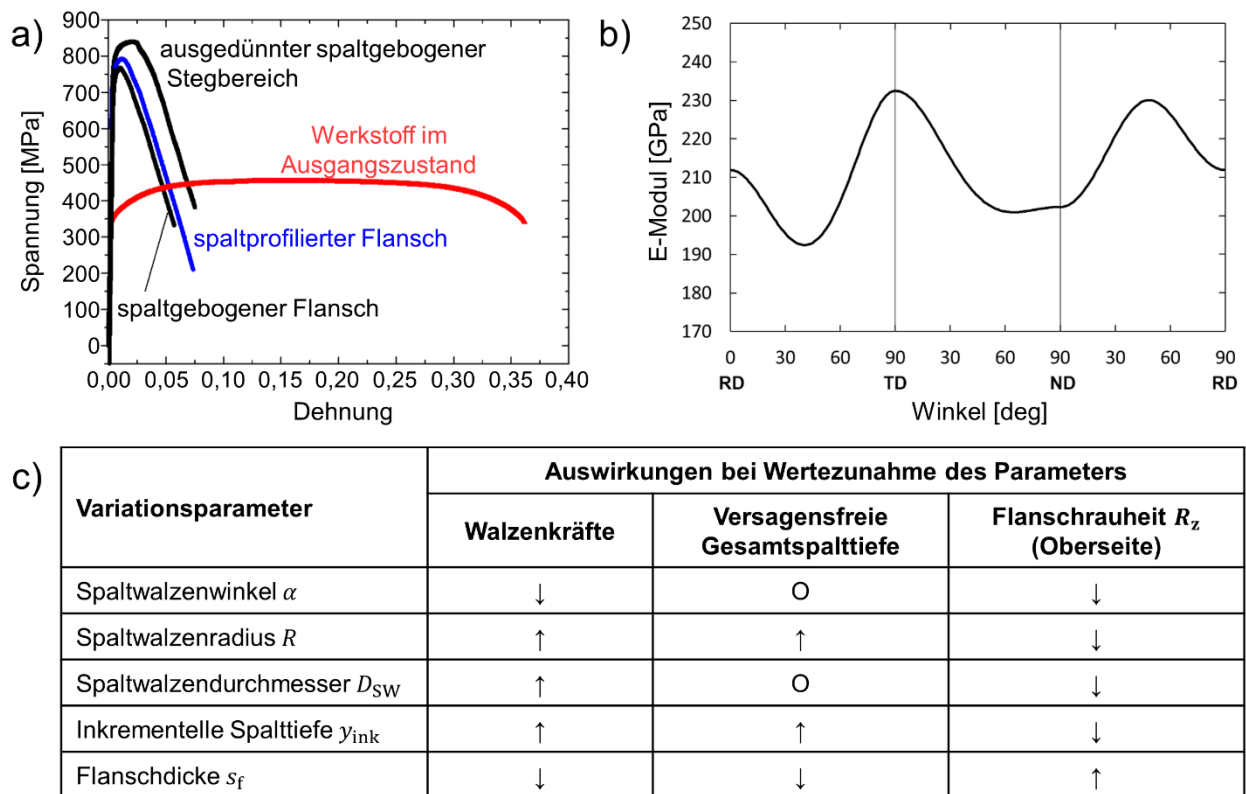 a)
900
800
700
600
500
400
300
200
100
0
Spannung [MPa]
ausgedünnter spaltgebogener
Stegbereich
Werkstoff im
Ausgangszustand
spaltprofilierter Flansch
spaltgebogener Flansch
0,00 0,05 0,10 0,15 0,20 0,25 0,30 0,35 0,40
Dehnung
b)
250
240
230
220
210
200
190
180
170
E-Modul [GPa]
0 30 60 90 30 60 90 60 30 90
RD TD ND RD
Winkel [deg]
c)
Variationsparameter
Auswirkungen bei Wertezunahme des Parameters
Walzenkräfte
Versagensfreie
Gesamtspalttiefe
Flanschrauheit Rz
(Oberseite)
Spaltwalzenwinkel α ↓ O ↓
Spaltwalzenradius R ↑ ↑ ↓
Spaltwalzendurchmesser DSW ↑ O ↓
Inkrementelle Spalttiefe yink ↑ ↑ ↓
Flanschdicke sf ↓ ↓ ↑